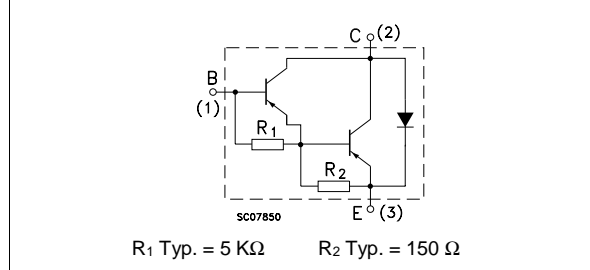 C (2)
B
(1)
R1
R2
SC07850
E (3)
R1 Typ. = 5 KΩ R2 Typ. = 150 Ω